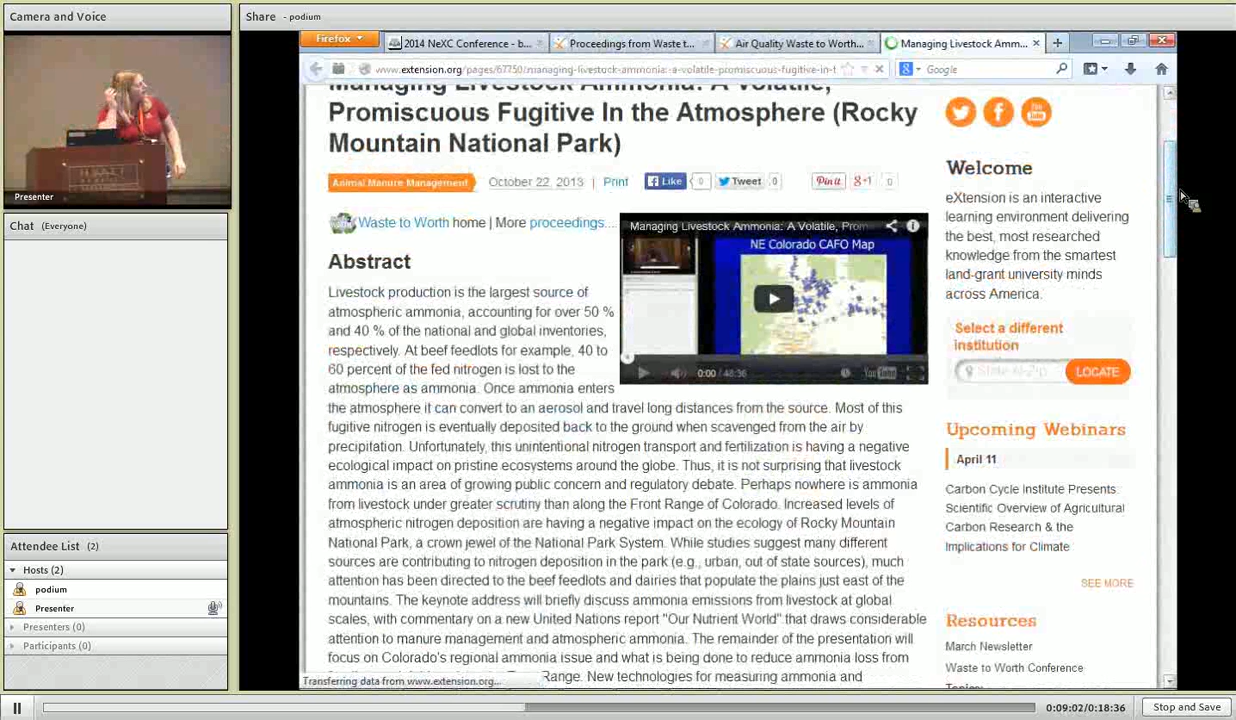 Camera and Voice
Presenter
Chat (Everyone)
Attendee List (2)
Hosts (2)
podium
Presenter
Presenters (0)
Participants (0)
Share - podium
Firefox
2014 NeXC Conference - b...
Proceedings from Waste t...
Air Quality Waste to Worth...
Managing Livestock Amm...
www.extension.org/pages/67750/managing-livestock-ammonia:-a-volatile-promiscuous-fugitive-in-t
Google
Managing Livestock Ammonia: A Volatile,
Promiscuous Fugitive In the Atmosphere (Rocky
Mountain National Park)
Animal Manure Management
October 22, 2013 | Print
Like 0
Tweet 0
Pin it
g+1 0
Waste to Worth home | More proceedings....
Abstract
Livestock production is the largest source of
atmospheric ammonia, accounting for over 50 %
and 40 % of the national and global inventories,
respectively. At beef feedlots for example, 40 to
60 percent of the fed nitrogen is lost to the
atmosphere as ammonia. Once ammonia enters
the atmosphere it can convert to an aerosol and travel long distances from the source. Most of this
fugitive nitrogen is eventually deposited back to the ground when scavenged from the air by
precipitation. Unfortunately, this unintentional nitrogen transport and fertilization is having a negative
ecological impact on pristine ecosystems around the globe. Thus, it is not surprising that livestock
ammonia is an area of growing public concern and regulatory debate. Perhaps nowhere is ammonia
from livestock under greater scrutiny than along the Front Range of Colorado. Increased levels of
atmospheric nitrogen deposition are having a negative impact on the ecology of Rocky Mountain
National Park, a crown jewel of the National Park System. While studies suggest many different
sources are contributing to nitrogen deposition in the park (e.g., urban, out of state sources), much
attention has been directed to the beef feedlots and dairies that populate the plains just east of the
mountains. The keynote address will briefly discuss ammonia emissions from livestock at global
scales, with commentary on a new United Nations report "Our Nutrient World" that draws considerable
attention to manure management and atmospheric ammonia. The remainder of the presentation will
focus on Colorado's regional ammonia issue and what is being done to reduce ammonia loss from
Range. New technologies for measuring ammonia and
Transferring data from www.extension.org...
Managing Livestock Ammonia: A Volatile, Prom
NE Colorado CAFO Map
0:00 / 48:36
YouTube
You Tube
Welcome
eXtension is an interactive
learning environment delivering
the best, most researched
knowledge from the smartest
land-grant university minds
across America.
Select a different
institution
State or Zip
LOCATE
Upcoming Webinars
April 11
Carbon Cycle Institute Presents
Scientific Overview of Agricultural
Carbon Research & the
Implications for Climate
SEE MORE
Resources
March Newsletter
Waste to Worth Conference
0:09:02/0:18:36
Stop and Save